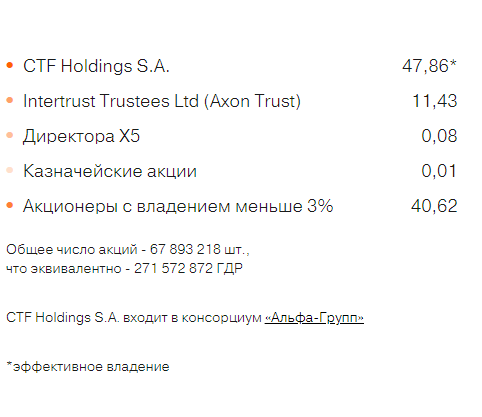 CTF Holdings S.A. 47,86*
Intertrust Trustees Ltd (Axon Trust) 11,43
Директора X5 0,08
Казначейские акции 0,01
Акционеры с владением меньше 3% 40,62
Общее число акций - 67 893 218 шт.,
что эквивалентно - 271 572 872 ГДР
CTF Holdings S.A. входит в консорциум «Альфа-Групп»
*эффективное владение